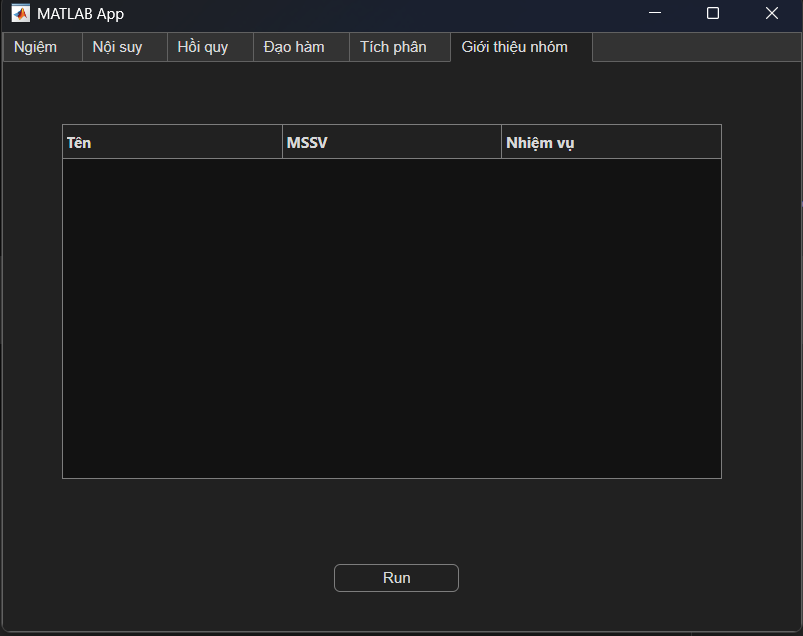 MATLAB App
Ngiệm Nội suy Hồi quy Đạo hàm Tích phân Giới thiệu nhóm
Tên MSSV Nhiệm vụ
Run